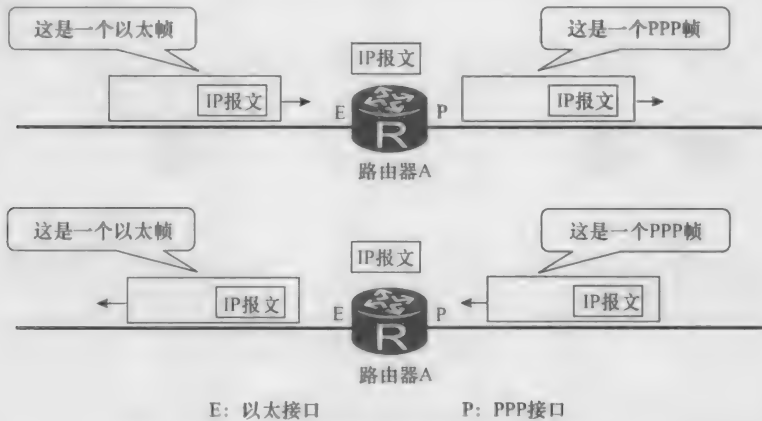 这是一个以太帧
这是一个PPP帧
IP报文
IP报文
IP报文
E
P
R
路由器A
这是一个以太帧
这是一个PPP帧
IP报文
IP报文
IP报文
E
P
R
路由器A
E: 以太接口
P: PPP接口